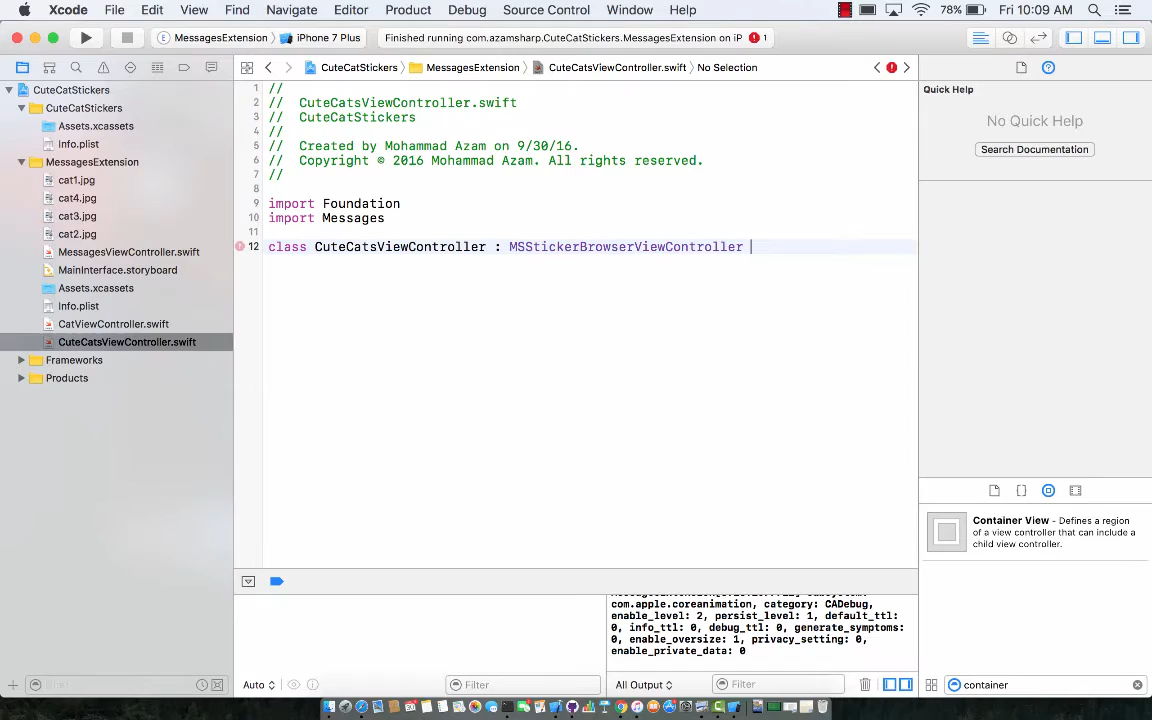 Xcode File Edit View Find Navigate Editor Product Debug Source Control Window Help 78% Fri 10:09 AM
MessagesExtension iPhone 7 Plus Finished running com.azamsharp.CuteCatStickers.MessagesExtension on iP 1
CuteCatStickers MessagesExtension CuteCatsViewController.swift No Selection
CuteCatStickers
CuteCatStickers
Assets.xcassets
Info.plist
MessagesExtension
cat1.jpg
cat4.jpg
cat3.jpg
cat2.jpg
MessagesViewController.swift
MainInterface.storyboard
Assets.xcassets
Info.plist
CatViewController.swift
CuteCatsViewController.swift
Frameworks
Products
1 //
2 // CuteCatsViewController.swift
3 // CuteCatStickers
4 //
5 // Created by Mohammad Azam on 9/30/16.
6 // Copyright © 2016 Mohammad Azam. All rights reserved.
7 //
8
9 import Foundation
10 import Messages
11
12 class CuteCatsViewController : MSStickerBrowserViewController
Quick Help
No Quick Help
Search Documentation
Container View - Defines a region
of a view controller that can include a
child view controller.
com.apple.coreanimation, category: CADebug,
enable_level: 2, persist_level: 1, default_ttl:
0, info_ttl: 0, debug_ttl: 0, generate_symptoms:
0, enable_oversize: 1, privacy_setting: 0,
enable_private_data: 0
Auto Filter All Output Filter container